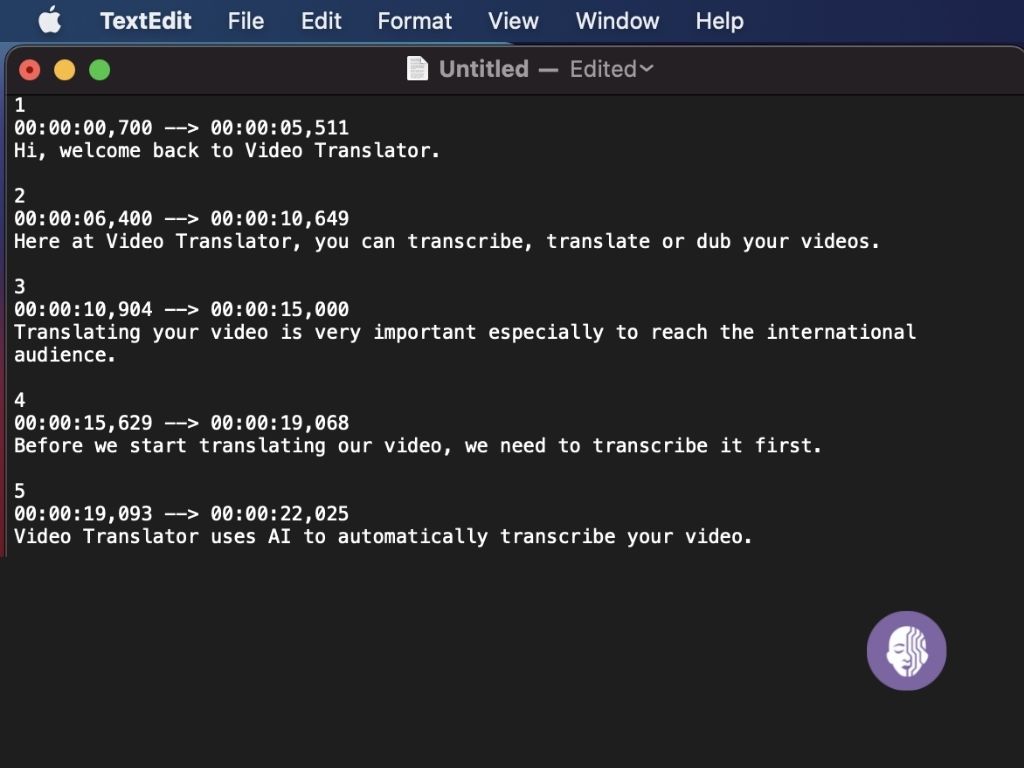 TextEdit File Edit Format View Window Help
Untitled — Edited
1
00:00:00,700 --> 00:00:05,511
Hi, welcome back to Video Translator.
2
00:00:06,400 --> 00:00:10,649
Here at Video Translator, you can transcribe, translate or dub your videos.
3
00:00:10,904 --> 00:00:15,000
Translating your video is very important especially to reach the international
audience.
4
00:00:15,629 --> 00:00:19,068
Before we start translating our video, we need to transcribe it first.
5
00:00:19,093 --> 00:00:22,025
Video Translator uses AI to automatically transcribe your video.